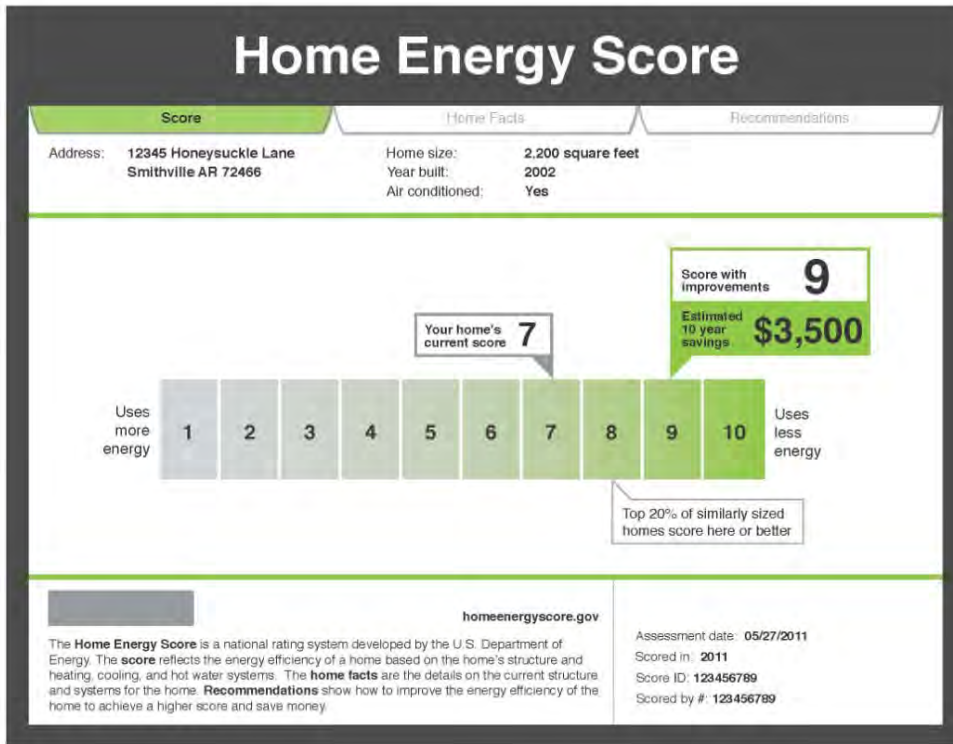 Home Energy Score
Score
Home Facts
Recommendations
Address: 12345 Honeysuckle Lane
Smithville AR 72466
Home size: 2,200 square feet
Year built: 2002
Air conditioned: Yes
Score with improvements 9
Estimated 10 year savings $3,500
Your home's current score 7
Uses more energy
1 2 3 4 5 6 7 8 9 10
Uses less energy
Top 20% of similarly sized
homes score here or better
homeenergyscore.gov
The Home Energy Score is a national rating system developed by the U.S. Department of
Energy. The score reflects the energy efficiency of a home based on the home's structure and
heating, cooling, and hot water systems. The home facts are the details on the current structure
and systems for the home. Recommendations show how to improve the energy efficiency of the
home to achieve a higher score and save money.
Assessment date: 05/27/2011
Scored in: 2011
Score ID: 123456789
Scored by #: 123456789